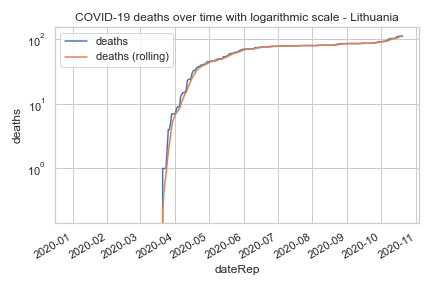 COVID-19 deaths over time with logarithmic scale - Lithuania
deaths
deaths (rolling)
10²
10¹
10⁰
deaths
2020-01
2020-02
2020-03
2020-04
2020-05
2020-06
2020-07
2020-08
2020-09
2020-10
2020-11
dateRep